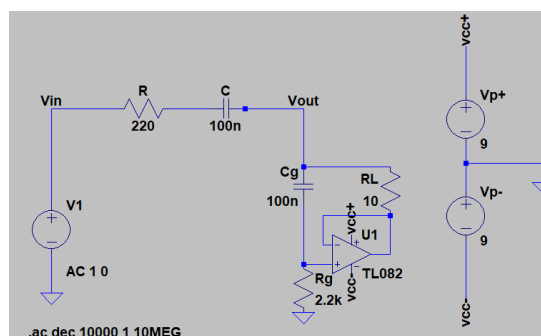 vcc+
R
C
Vin
Vout
220
100n
Vp+
9
Cg
RL
100n
10
V1
vcc+
U1
Vp-
9
AC 1 0
Rg
vcc-
TL082
2.2k
vcc-
.ac dec 10000 1 10MEG